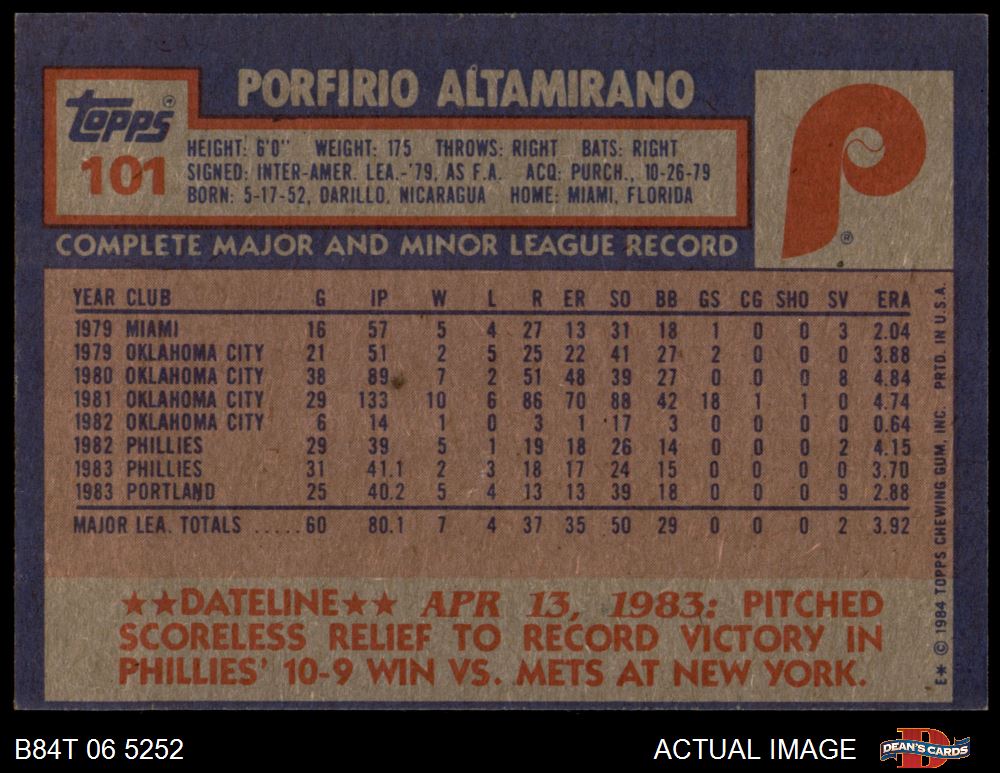 PORFIRIO ALTAMIRANO
Topps
101
HEIGHT: 6'0" WEIGHT: 175 THROWS: RIGHT BATS: RIGHT
SIGNED: INTER-AMER. LEA.-'79, AS F.A. ACQ: PURCH., 10-26-79
BORN: 5-17-52, DARILLO, NICARAGUA HOME: MIAMI, FLORIDA
P ®
COMPLETE MAJOR AND MINOR LEAGUE RECORD
YEAR CLUB G IP W L R ER SO BB GS CG SHO SV ERA
1979 MIAMI 16 57 5 4 27 13 31 18 1 0 0 3 2.04
1979 OKLAHOMA CITY 21 51 2 5 25 22 41 27 2 0 0 0 3.88
1980 OKLAHOMA CITY 38 89 7 2 51 48 39 27 0 0 0 8 4.84
1981 OKLAHOMA CITY 29 133 10 6 86 70 88 42 18 1 1 0 4.74
1982 OKLAHOMA CITY 6 14 1 0 3 1 17 3 0 0 0 0 0.64
1982 PHILLIES 29 39 5 1 19 18 26 14 0 0 0 2 4.15
1983 PHILLIES 31 41.1 2 3 18 17 24 15 0 0 0 0 3.70
1983 PORTLAND 25 40.2 5 4 13 13 39 18 0 0 0 9 2.88
MAJOR LEA. TOTALS .....60 80.1 7 4 37 35 50 29 0 0 0 2 3.92
★★DATELINE★★ APR 13, 1983: PITCHED
SCORELESS RELIEF TO RECORD VICTORY IN
PHILLIES' 10-9 WIN VS. METS AT NEW YORK.
E* © 1984 TOPPS CHEWING GUM, INC. PRTD. IN U.S.A.
B84T 06 5252
ACTUAL IMAGE
D
DEAN'S CARDS